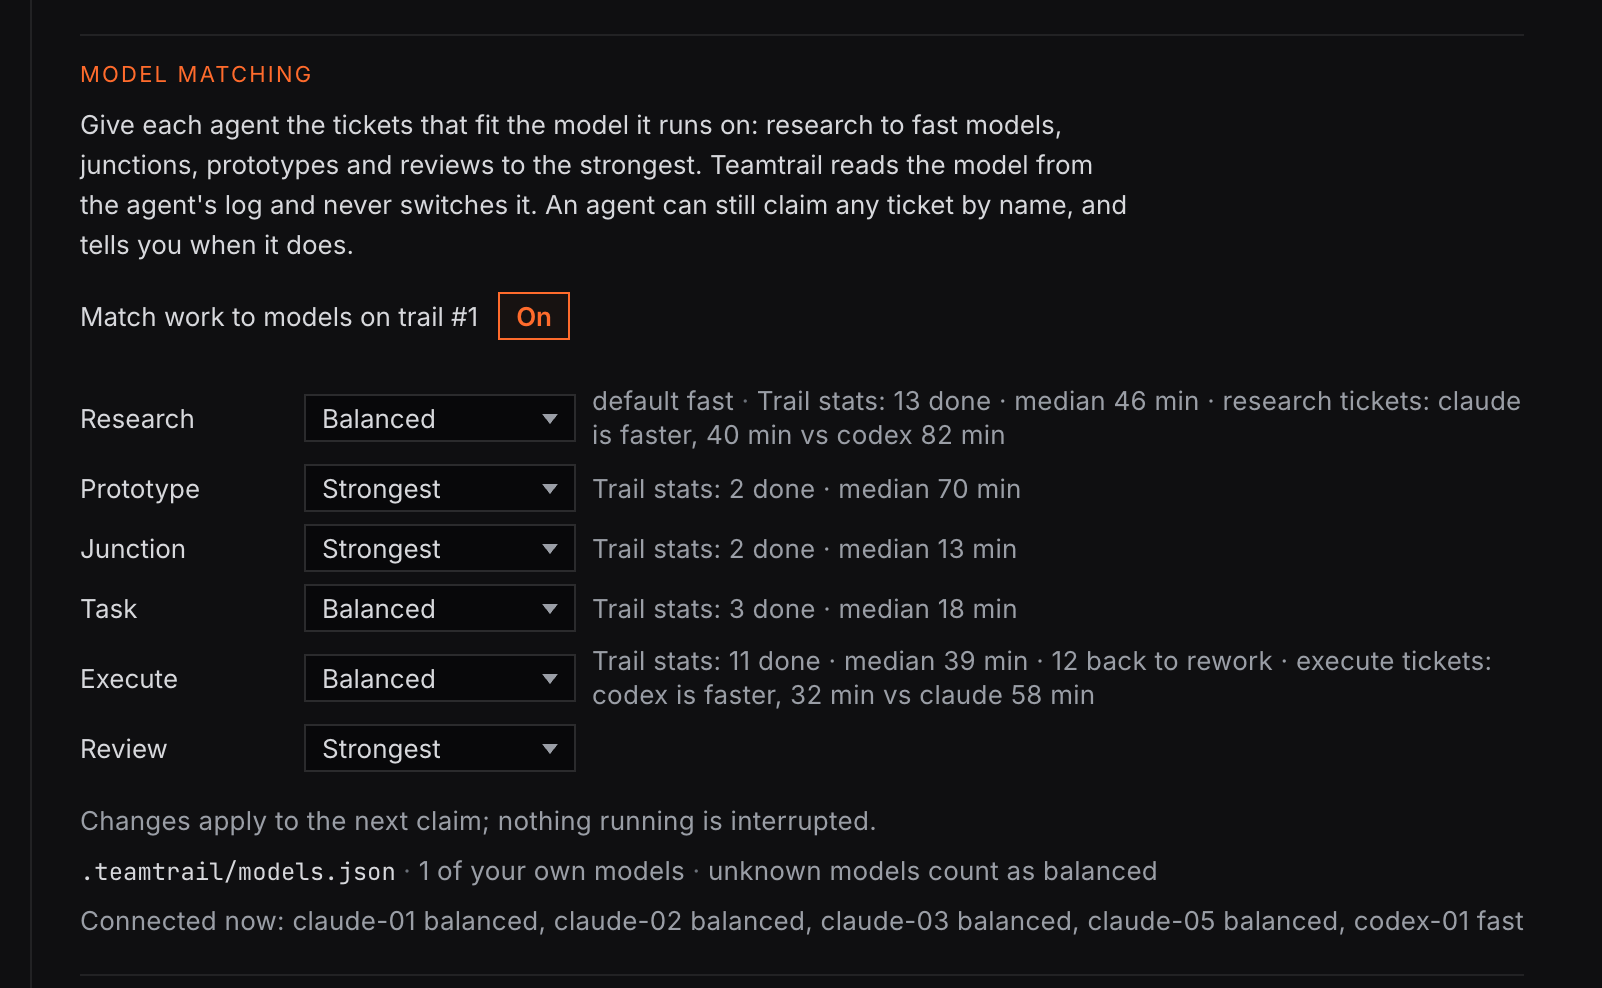 MODEL MATCHING
Give each agent the tickets that fit the model it runs on: research to fast models,
junctions, prototypes and reviews to the strongest. Teamtrail reads the model from
the agent's log and never switches it. An agent can still claim any ticket by name, and
tells you when it does.
Match work to models on trail #1 On
Research Balanced default fast · Trail stats: 13 done · median 46 min · research tickets: claude
is faster, 40 min vs codex 82 min
Prototype Strongest Trail stats: 2 done · median 70 min
Junction Strongest Trail stats: 2 done · median 13 min
Task Balanced Trail stats: 3 done · median 18 min
Execute Balanced Trail stats: 11 done · median 39 min · 12 back to rework · execute tickets:
codex is faster, 32 min vs claude 58 min
Review Strongest
Changes apply to the next claim; nothing running is interrupted.
.teamtrail/models.json · 1 of your own models · unknown models count as balanced
Connected now: claude-01 balanced, claude-02 balanced, claude-03 balanced, claude-05 balanced, codex-01 fast